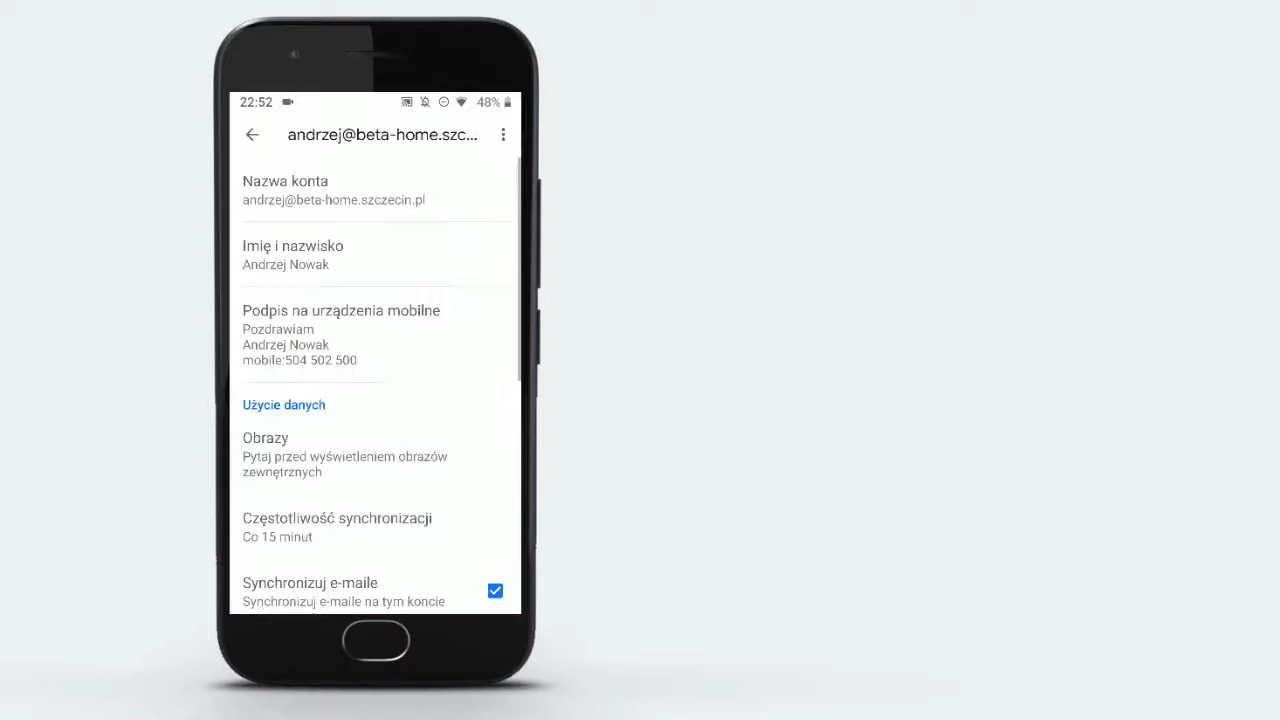 22:52
48%
andrzej@beta-home.szc...
Nazwa konta
andrzej@beta-home.szczecin.pl
Imię i nazwisko
Andrzej Nowak
Podpis na urządzenia mobilne
Pozdrawiam
Andrzej Nowak
mobile:504 502 500
Użycie danych
Obrazy
Pytaj przed wyświetleniem obrazów
zewnętrznych
Częstotliwość synchronizacji
Co 15 minut
Synchronizuj e-maile
Synchronizuj e-maile na tym koncie